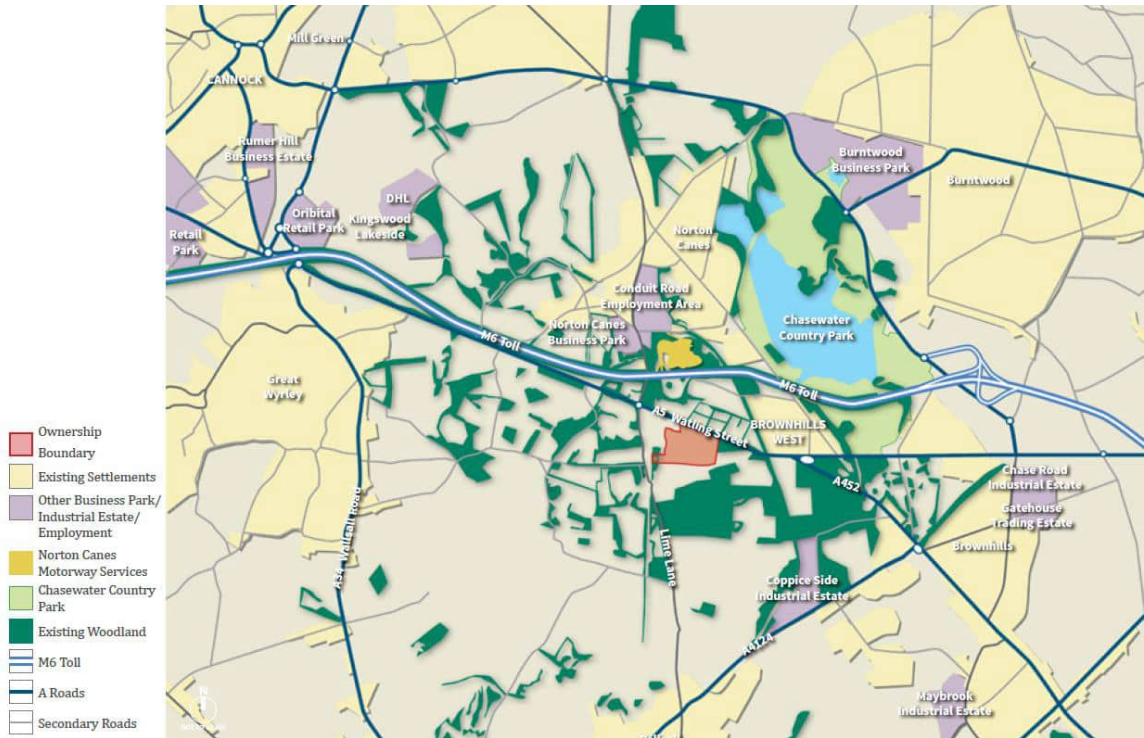 Mill Green
CANNOCK
Rumer Hill
Business Estate
Burntwood
Business Park
Burntwood
DHL
Kingswood
Lakeside
Oribital
Retail Park
Retail
Park
Norton
Canes
Conduit Road
Employment Area
Norton Canes
Business Park
Chasewater
Country Park
M6 Toll
M6 Toll
Great
Wyrley
A5 Watling Street
BROWNHILLS
WEST
A452
Chase Road
Industrial Estate
Gatehouse
Trading Estate
Brownhills
A34 Wallsall Road
Lime Lane
Coppice Side
Industrial Estate
A412A
Maybrook
Industrial Estate
N
Ownership
Boundary
Existing Settlements
Other Business Park/
Industrial Estate/
Employment
Norton Canes
Motorway Services
Chasewater Country
Park
Existing Woodland
M6 Toll
A Roads
Secondary Roads